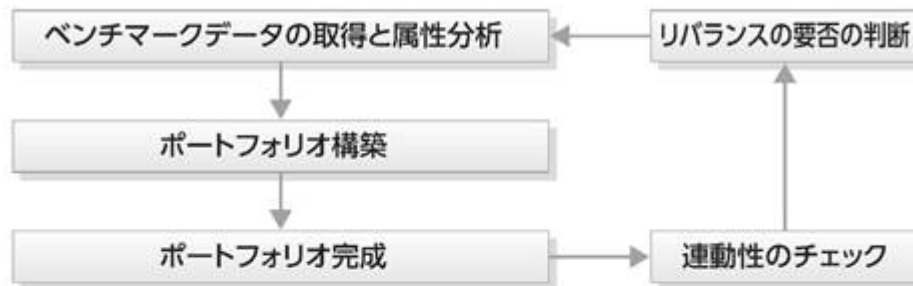 ベンチマークデータの取得と属性分析
リバランスの要否の判断
ポートフォリオ構築
ポートフォリオ完成
連動性のチェック